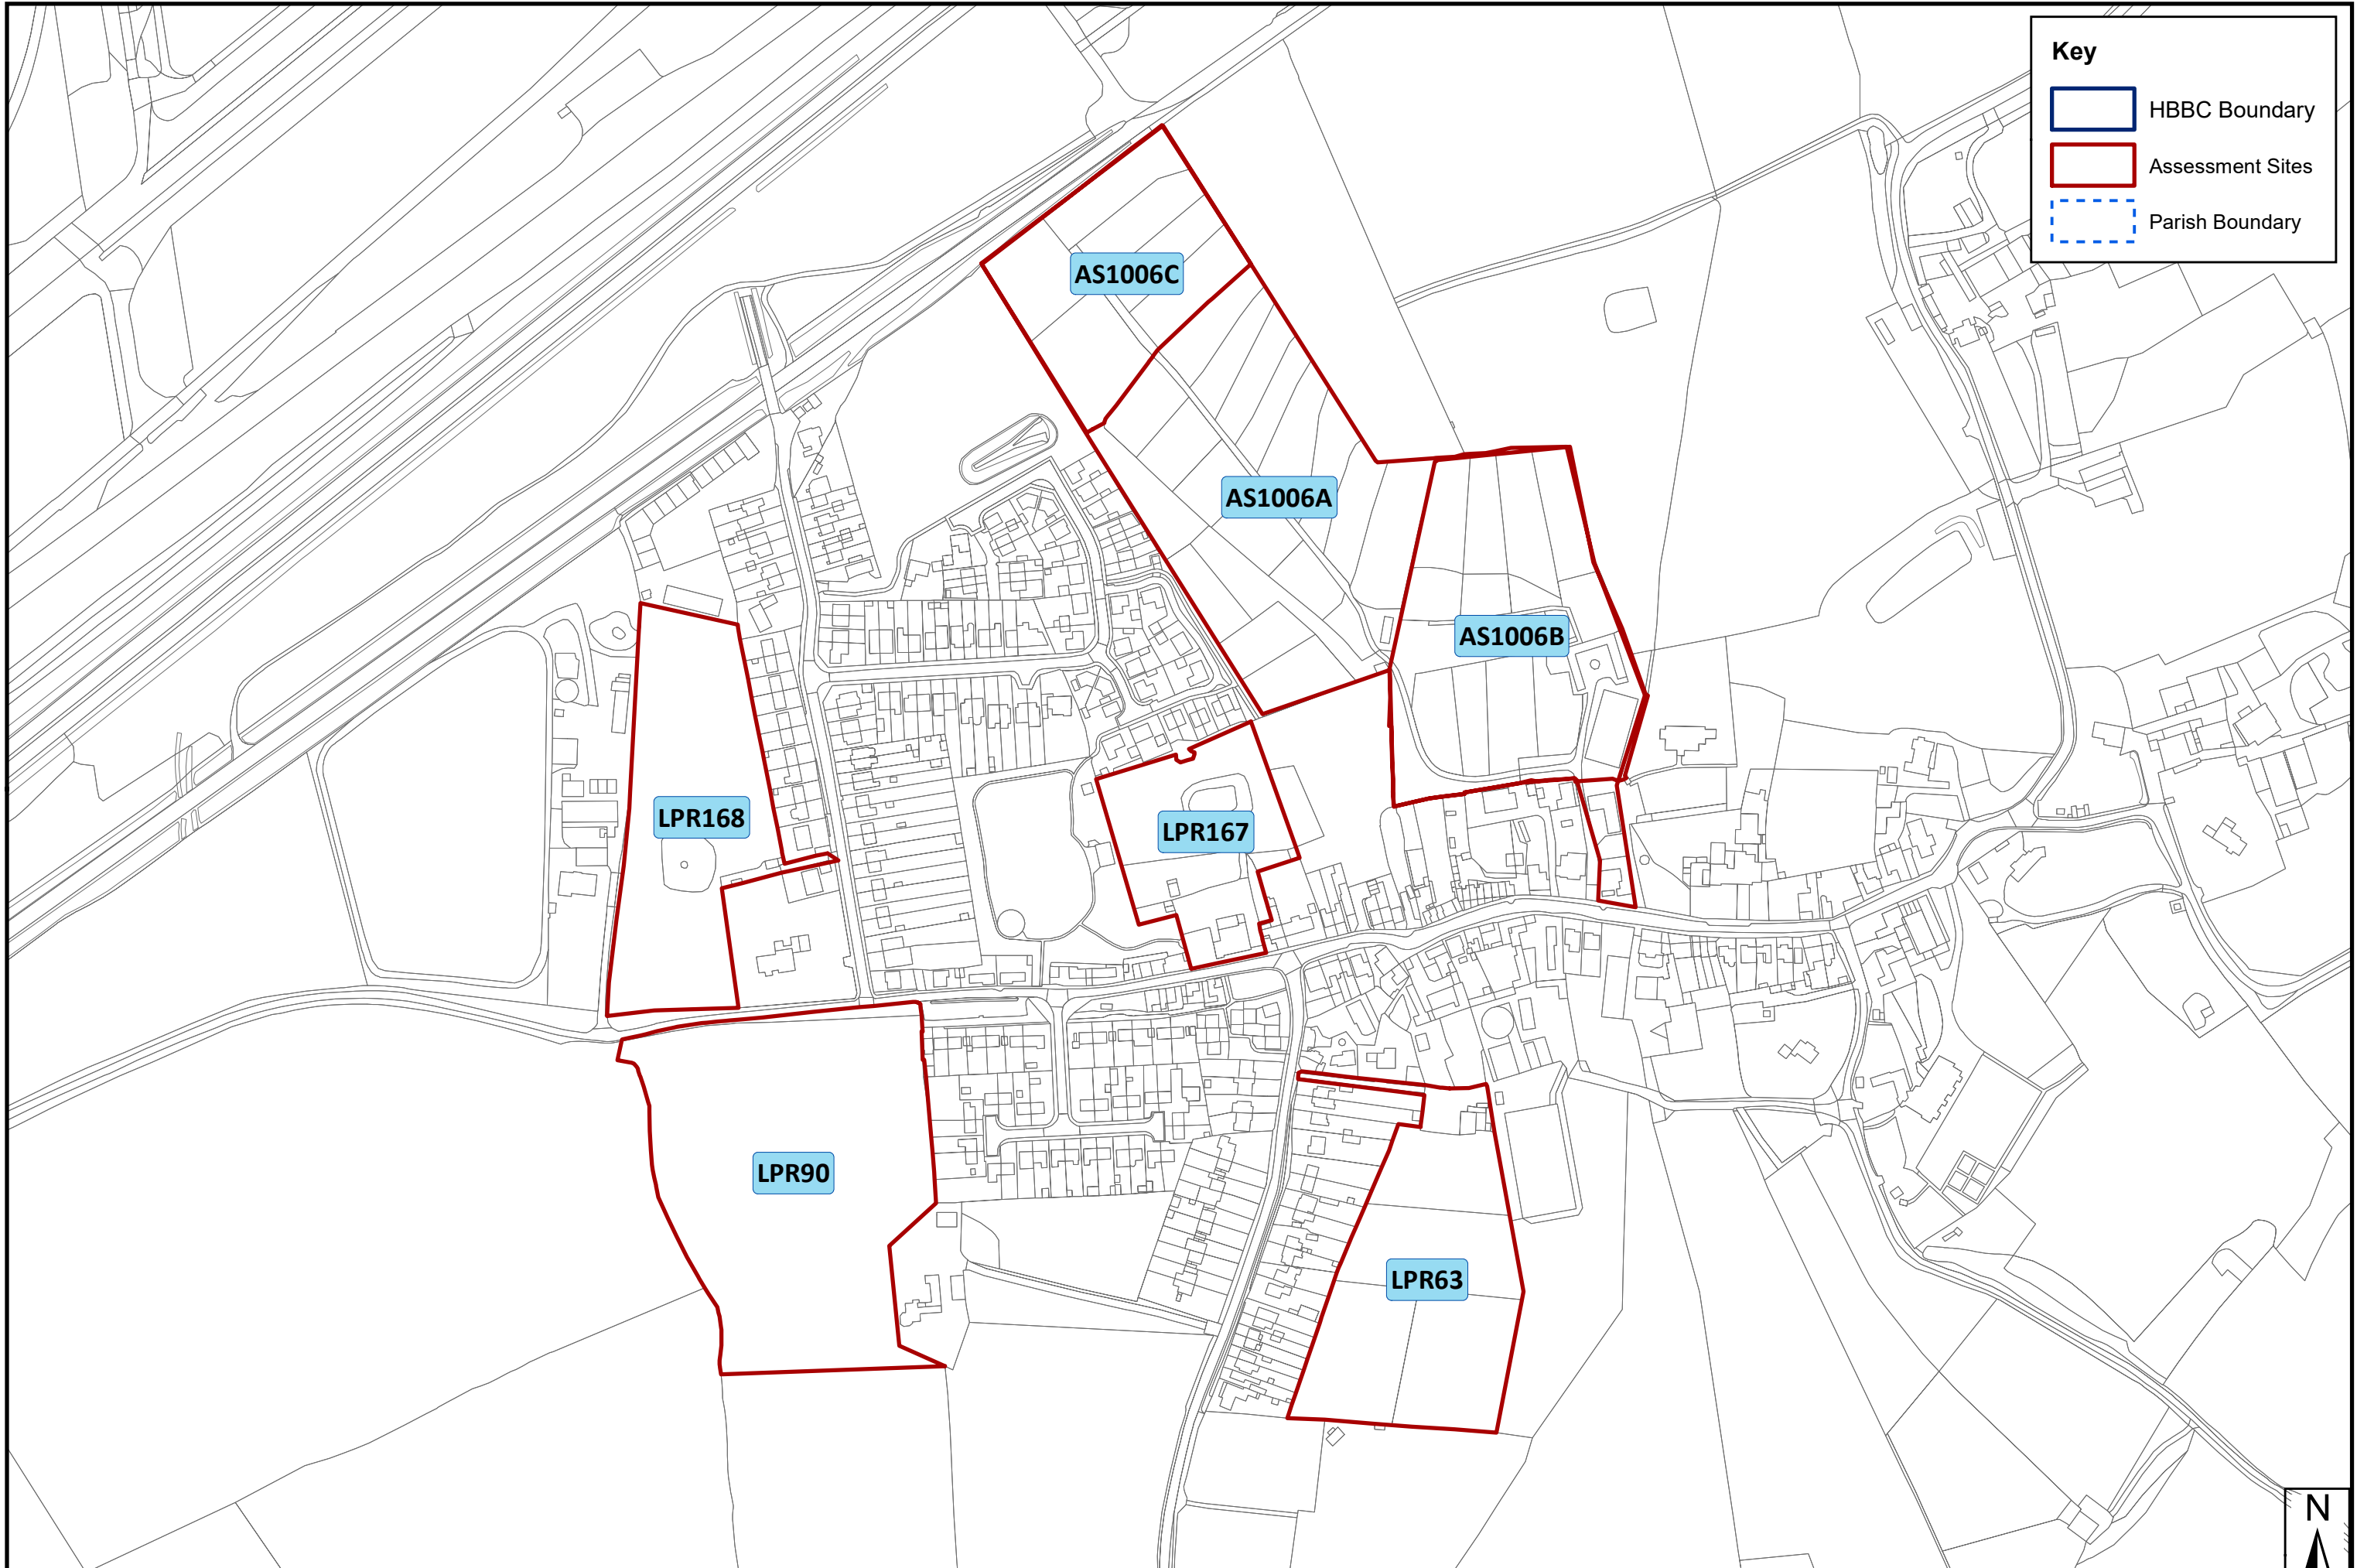 Key
HBBC Boundary
Assessment Sites
Parish Boundary
AS1006C
AS1006A
AS1006B
LPR168
LPR167
LPR90
LPR63
N